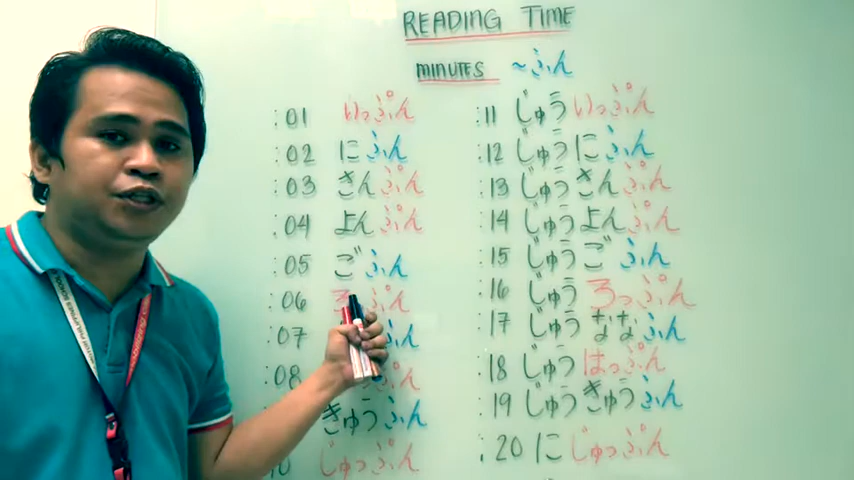 READING TIME
MINUTES ~ふん
:01 いっぷん
:02 にふん
:03 さんぷん
:04 よんぷん
:05 ごふん
:06 ろ ぷん
:07 ふん
:08 ぷん
きゅうふん
10 じゅっぷん
:11 じゅういっぷん
:12 じゅうにふん
:13 じゅうさんぷん
:14 じゅうよんぷん
:15 じゅうごふん
:16 じゅうろっぷん
:17 じゅうななふん
:18 じゅうはっぷん
:19 じゅうきゅうふん
:20 にじゅっぷん